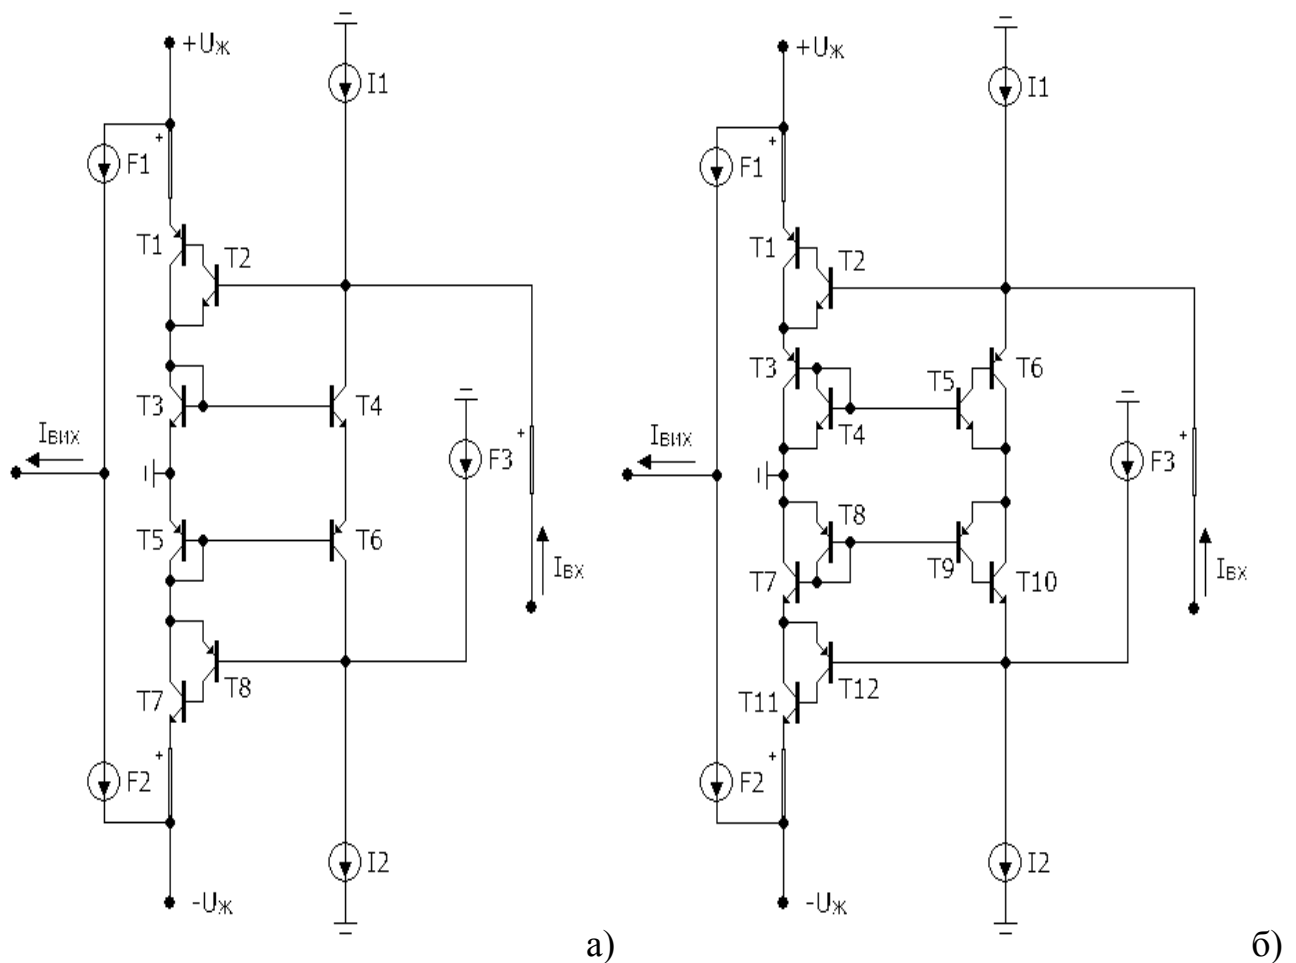 +Uж
I1
F1
+
T1
T2
T3
T4
Iвих
+
F3
T5
T6
Iвх
T7
T8
+
F2
I2
-Uж
а)
+Uж
I1
F1
+
T1
T2
T3
T6
T5
T4
Iвих
+
F3
T8
T9
T7
T10
Iвх
T12
T11
+
F2
I2
-Uж
б)